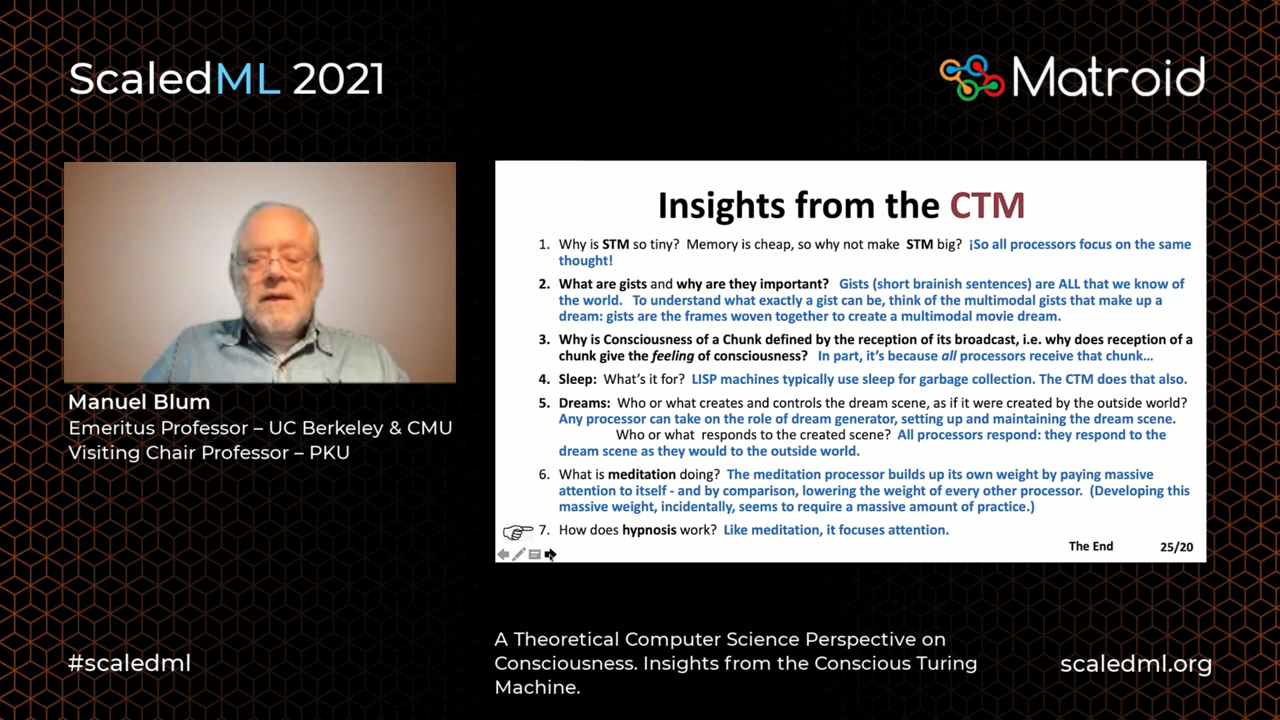 ScaledML 2021
Matroid
Insights from the CTM
1. Why is STM so tiny? Memory is cheap, so why not make STM big? ¡So all processors focus on the same
thought!
2. What are gists and why are they important? Gists (short brainish sentences) are ALL that we know of
the world. To understand what exactly a gist can be, think of the multimodal gists that make up a
dream: gists are the frames woven together to create a multimodal movie dream.
3. Why is Consciousness of a Chunk defined by the reception of its broadcast, i.e. why does reception of a
chunk give the feeling of consciousness? In part, it's because all processors receive that chunk...
4. Sleep: What's it for? LISP machines typically use sleep for garbage collection. The CTM does that also.
5. Dreams: Who or what creates and controls the dream scene, as if it were created by the outside world?
Any processor can take on the role of dream generator, setting up and maintaining the dream scene.
Who or what responds to the created scene? All processors respond: they respond to the
dream scene as they would to the outside world.
6. What is meditation doing? The meditation processor builds up its own weight by paying massive
attention to itself - and by comparison, lowering the weight of every other processor. (Developing this
massive weight, incidentally, seems to require a massive amount of practice.)
7. How does hypnosis work? Like meditation, it focuses attention.
The End 25/20
Manuel Blum
Emeritus Professor – UC Berkeley & CMU
Visiting Chair Professor – PKU
#scaledml
A Theoretical Computer Science Perspective on
Consciousness. Insights from the Conscious Turing
Machine.
scaledml.org